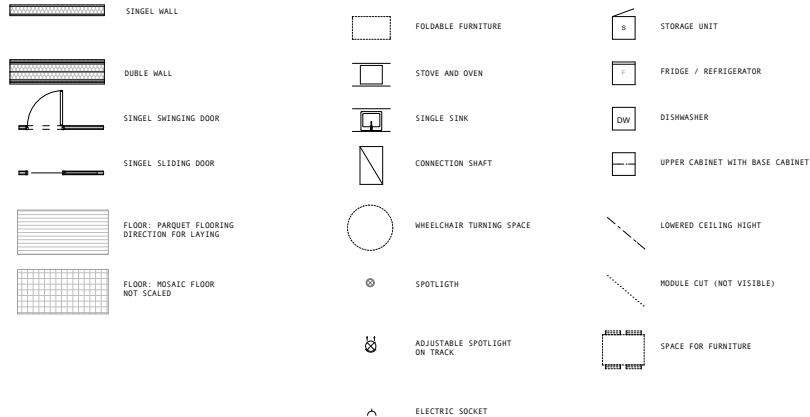 SINGEL WALL
DUBLE WALL
SINGEL SWINGING DOOR
SINGEL SLIDING DOOR
FLOOR: PARQUET FLOORING
DIRECTION FOR LAYING
FLOOR: MOSAIC FLOOR
NOT SCALED
FOLDABLE FURNITURE
STOVE AND OVEN
SINGLE SINK
CONNECTION SHAFT
WHEELCHAIR TURNING SPACE
SPOTLIGTH
ADJUSTABLE SPOTLIGHT
ON TRACK
ELECTRIC SOCKET
S
STORAGE UNIT
F
FRIDGE / REFRIGERATOR
DW
DISHWASHER
UPPER CABINET WITH BASE CABINET
LOWERED CEILING HIGHT
MODULE CUT (NOT VISIBLE)
SPACE FOR FURNITURE